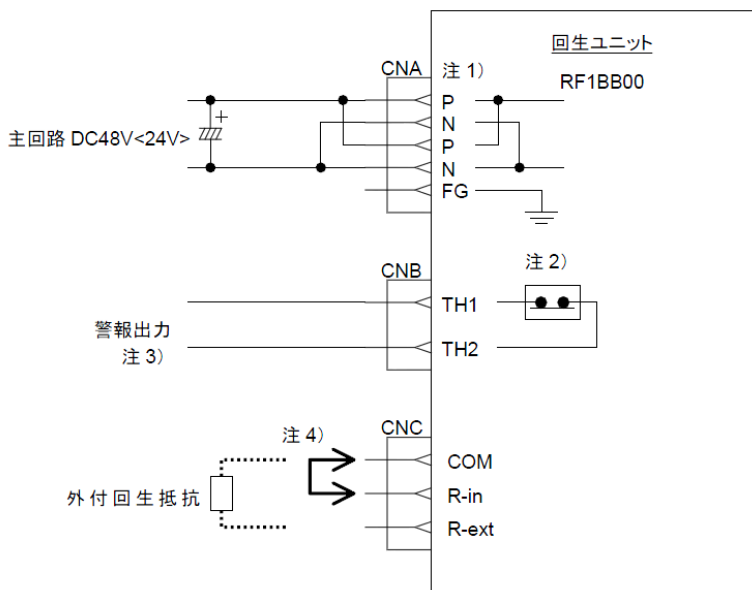 回生ユニット
RF1BB00
CNA
注 1)
P
N
P
N
FG
主回路 DC48V<24V>
+
CNB
注 2)
TH1
TH2
警報出力
注 3)
CNC
注 4)
COM
R-in
R-ext
外付回生抵抗